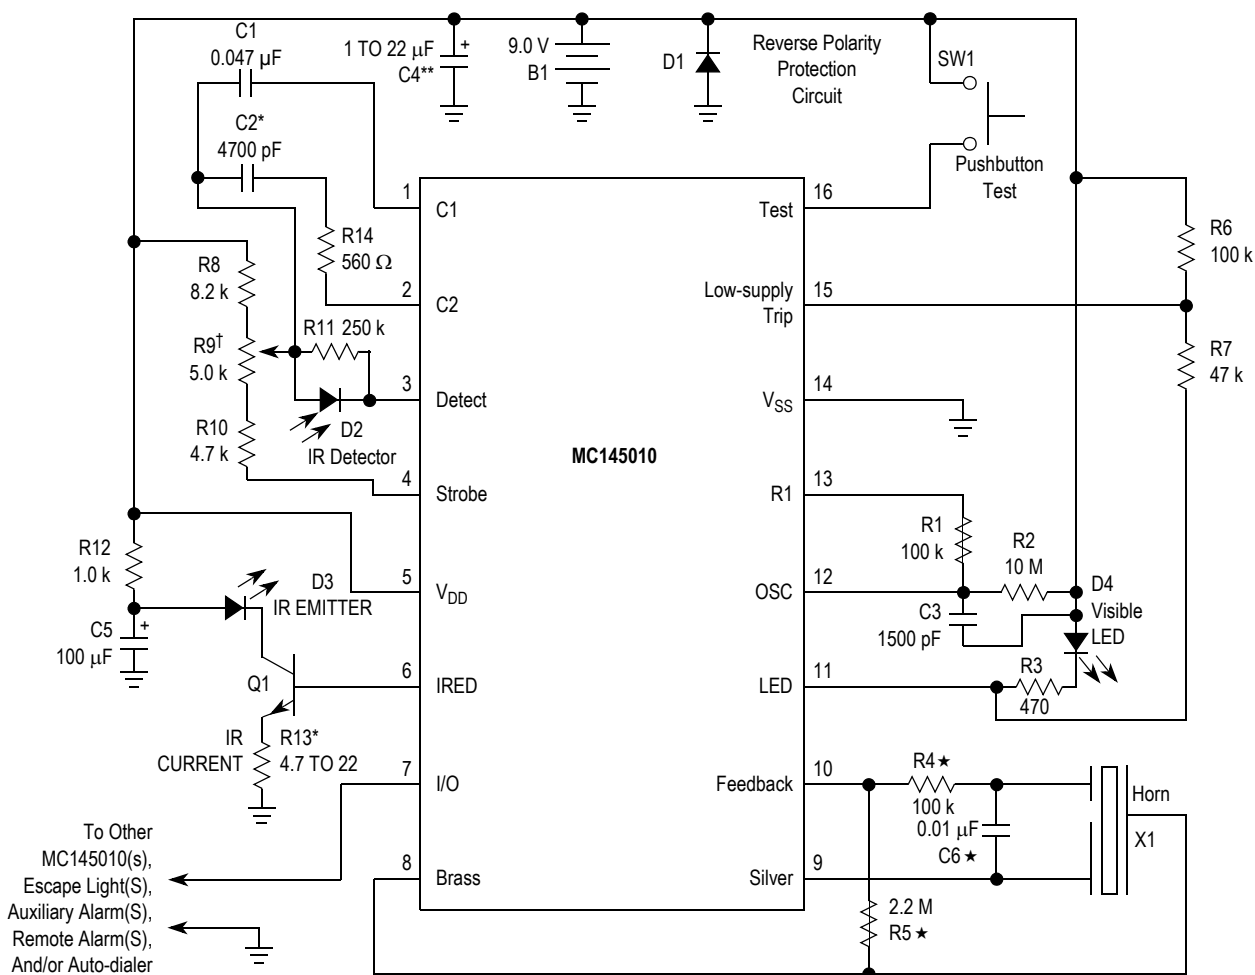 C1
0.047 µF
1 TO 22 µF
+
C4**
9.0 V
B1
D1
Reverse Polarity
Protection
Circuit
SW1
Pushbutton
Test
C2*
4700 pF
R14
560 Ω
R8
8.2 k
R9†
5.0 k
R10
4.7 k
R11 250 k
D2
IR Detector
R12
1.0 k
D3
IR EMITTER
C5
+
100 µF
Q1
IR
CURRENT
R13*
4.7 TO 22
To Other
MC145010(s),
Escape Light(S),
Auxiliary Alarm(S),
Remote Alarm(S),
And/or Auto-dialer
1
C1
2
C2
3
Detect
4
Strobe
5
VDD
6
IRED
7
I/O
8
Brass
MC145010
16
Test
15
Low-supply
Trip
14
VSS
13
R1
12
OSC
11
LED
10
Feedback
9
Silver
R6
100 k
R7
47 k
R1
100 k
R2
10 M
C3
1500 pF
D4
Visible
LED
R3
470
R4★
100 k
0.01 µF
C6★
Horn
X1
2.2 M
R5★